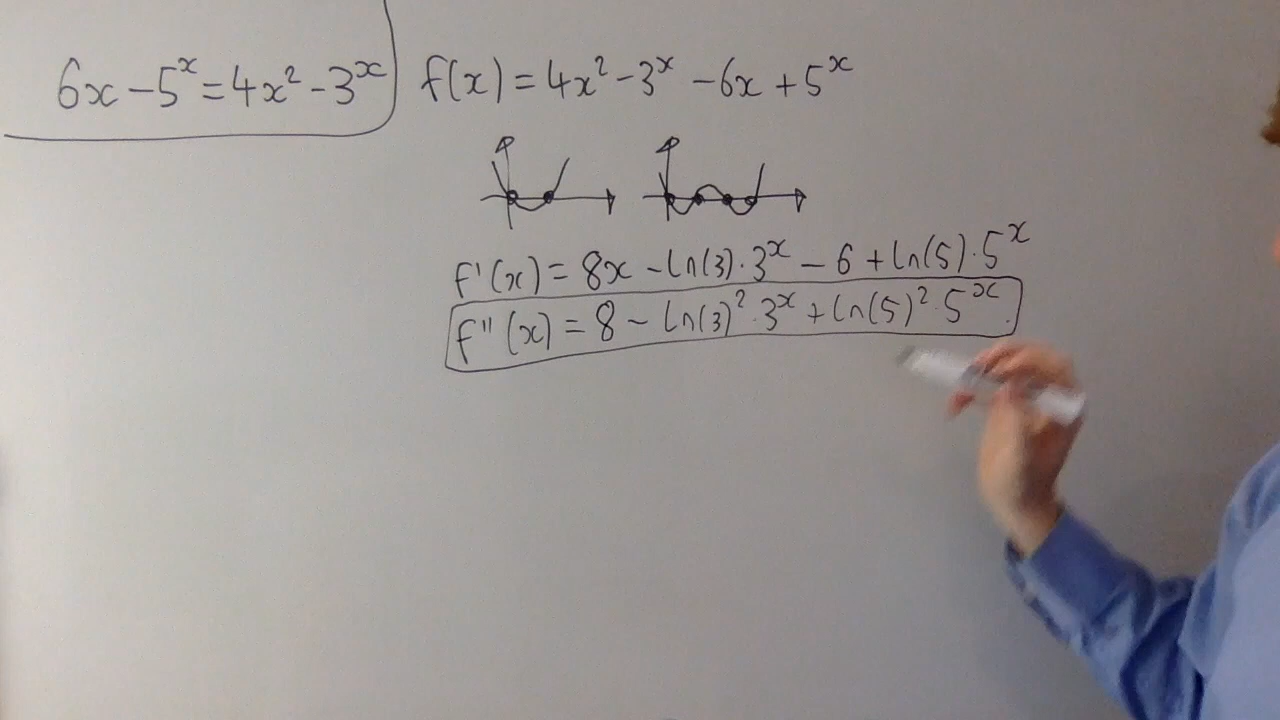 6x - 5^x = 4x² - 3^x
f(x) = 4x² - 3^x - 6x + 5^x
f'(x) = 8x - ln(3)·3^x - 6 + ln(5)·5^x
f''(x) = 8 - ln(3)²·3^x + ln(5)²·5^x